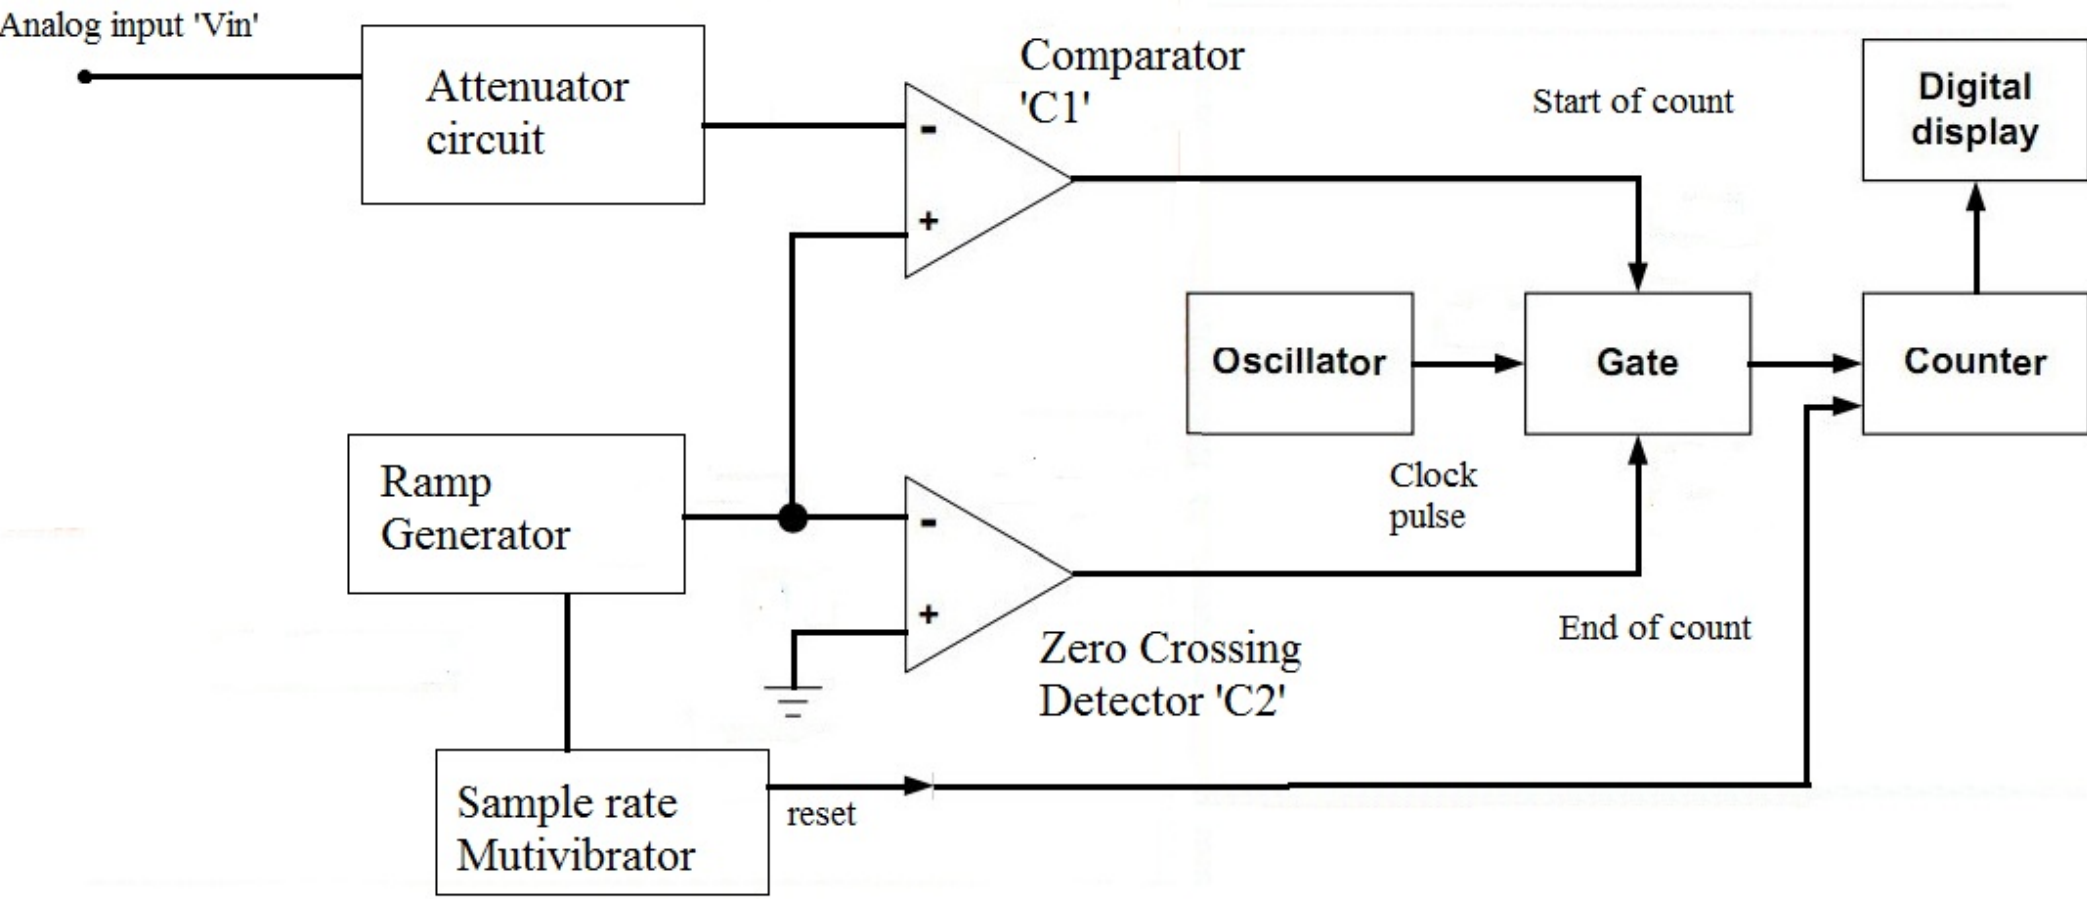 Analog input 'Vin'
Attenuator
circuit
-
+
Comparator
'C1'
Start of count
Digital
display
Oscillator
Gate
Counter
Clock
pulse
Ramp
Generator
-
+
Zero Crossing
Detector 'C2'
End of count
Sample rate
Mutivibrator
reset